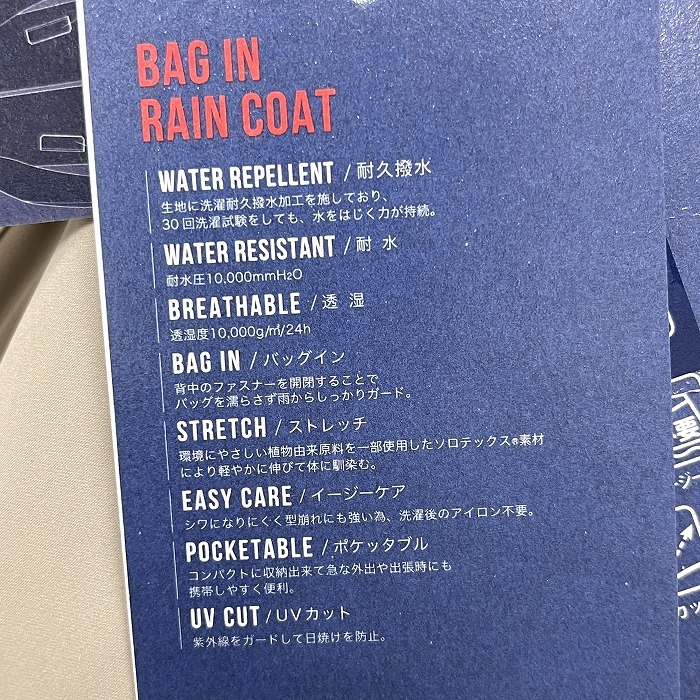 BAG IN
RAIN COAT
WATER REPELLENT / 耐久撥水
生地に洗濯耐久撥水加工を施しており、
30回洗濯試験をしても、水をはじく力が持続。
WATER RESISTANT / 耐 水
耐水圧10,000mmH₂O
BREATHABLE / 透 湿
透湿度10,000g/㎡/24h
BAG IN / バッグイン
背中のファスナーを開閉することで
バッグを濡らさず雨からしっかりガード。
STRETCH / ストレッチ
環境にやさしい植物由来原料を一部使用したソロテックス®素材
により軽やかに伸びて体に馴染む。
EASY CARE / イージーケア
シワになりにくく型崩れにも強い為、洗濯後のアイロン不要。
POCKETABLE / ポケッタブル
コンパクトに収納出来て急な外出や出張時にも
携帯しやすく便利。
UV CUT / UVカット
紫外線をガードして日焼けを防止。